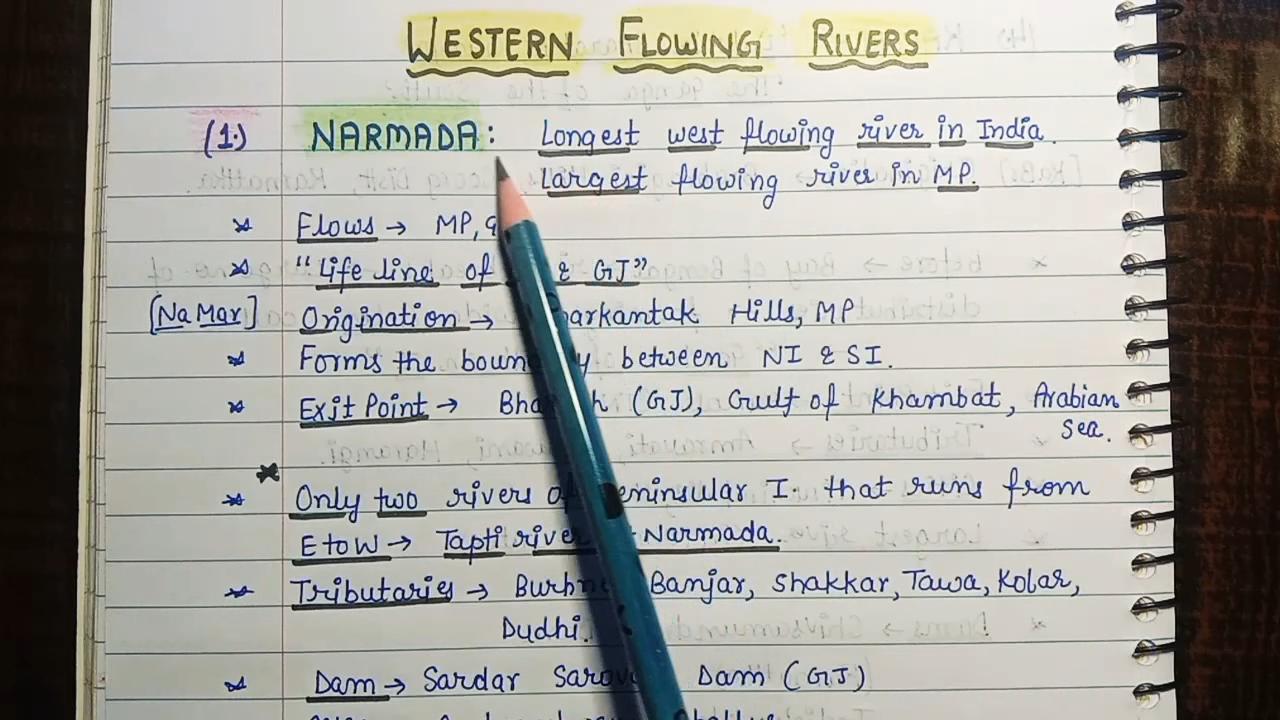 WESTERN FLOWING RIVERS
(1.) NARMADA: Longest west flowing river in India.
Largest flowing river in MP.
* Flows → MP,
* "Life line of & GJ"
[NaMar] Origination → Hills, MP
* Forms the between NI & SI.
* Exit Point → (GJ), Gulf of Khambat, Arabian
Sea.
* Only two rivers of I. that runs from
E to W → Tapti river Narmada.
* Tributaries → Banjar, Shakkar, Tawa, Kolar,
Dudhi.
* Dam → Sardar Dam (GJ)